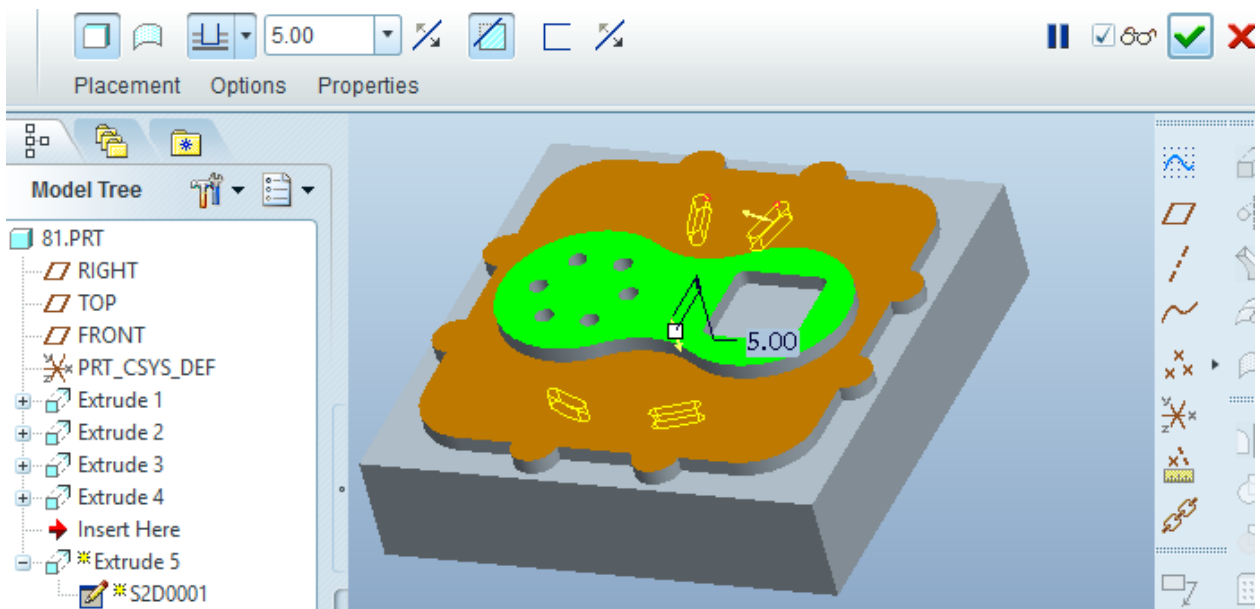 5.00
Placement Options Properties
Model Tree
81.PRT
RIGHT
TOP
FRONT
PRT_CSYS_DEF
Extrude 1
Extrude 2
Extrude 3
Extrude 4
Insert Here
Extrude 5
S2D0001
5.00